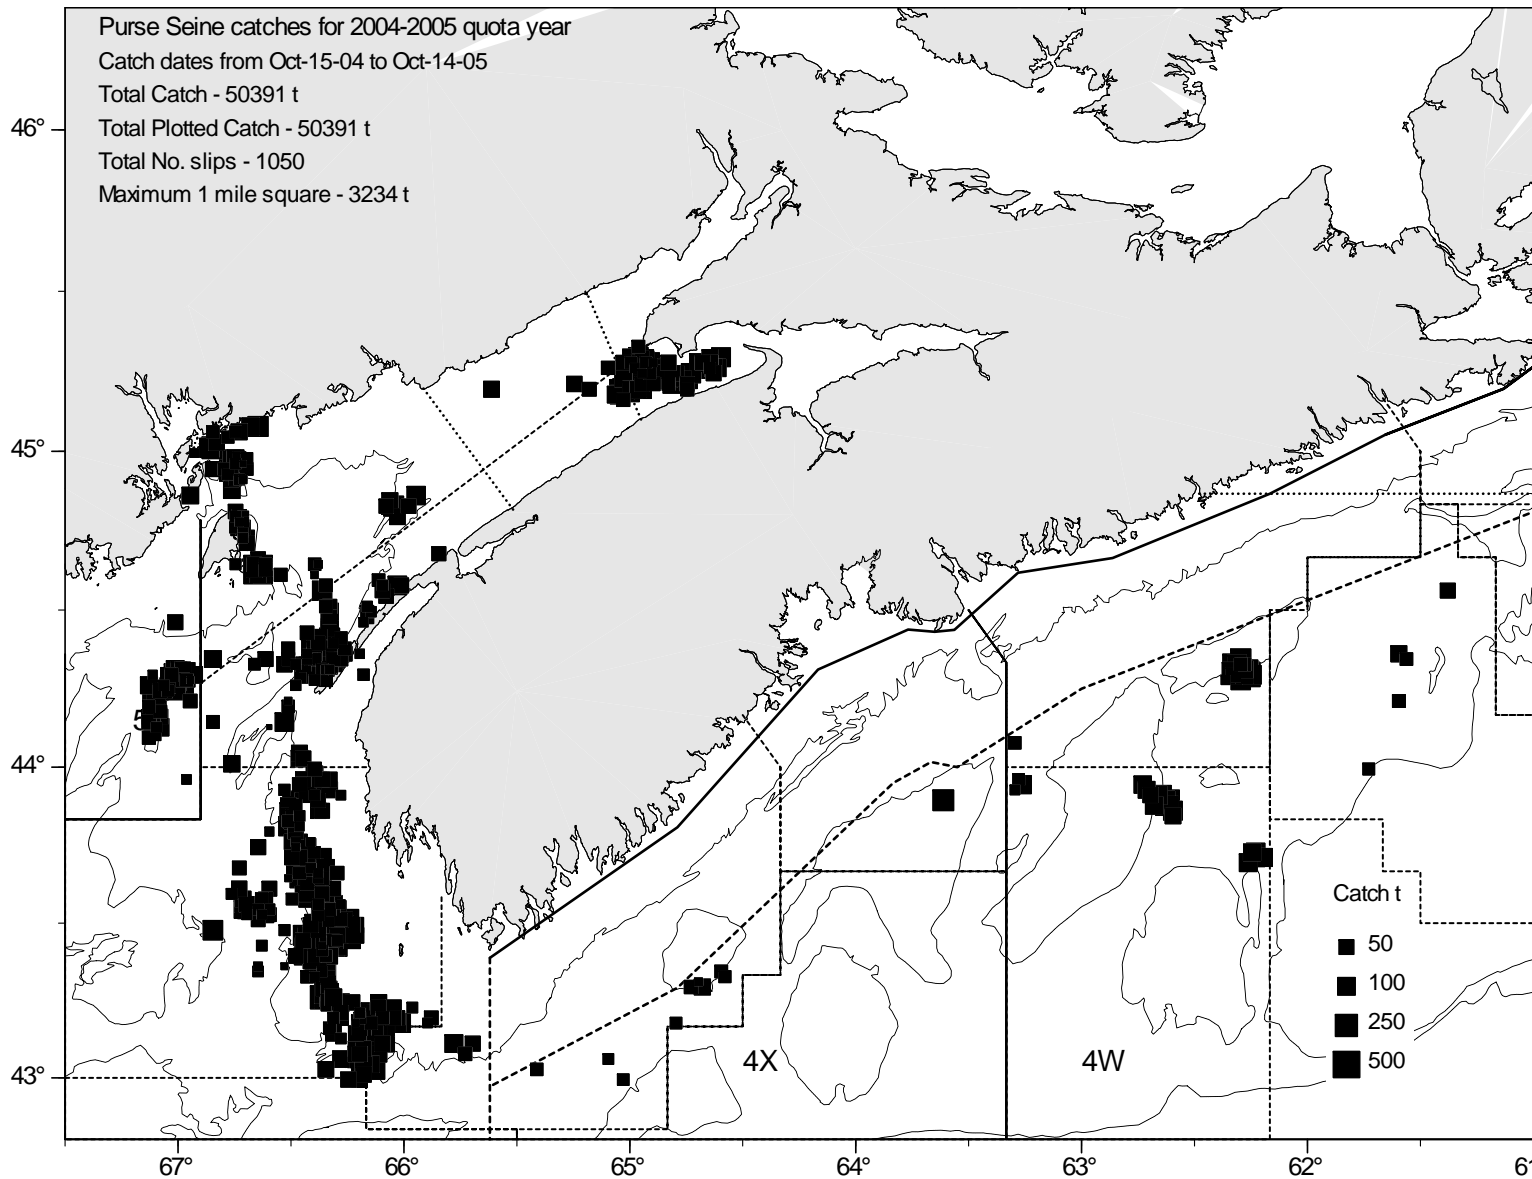 Purse Seine catches for 2004-2005 quota year
Catch dates from Oct-15-04 to Oct-14-05
Total Catch - 50391 t
Total Plotted Catch - 50391 t
Total No. slips - 1050
Maximum 1 mile square - 3234 t
46°
45°
44°
43°
5
4X
4W
Catch t
50
100
250
500
67°
66°
65°
64°
63°
62°